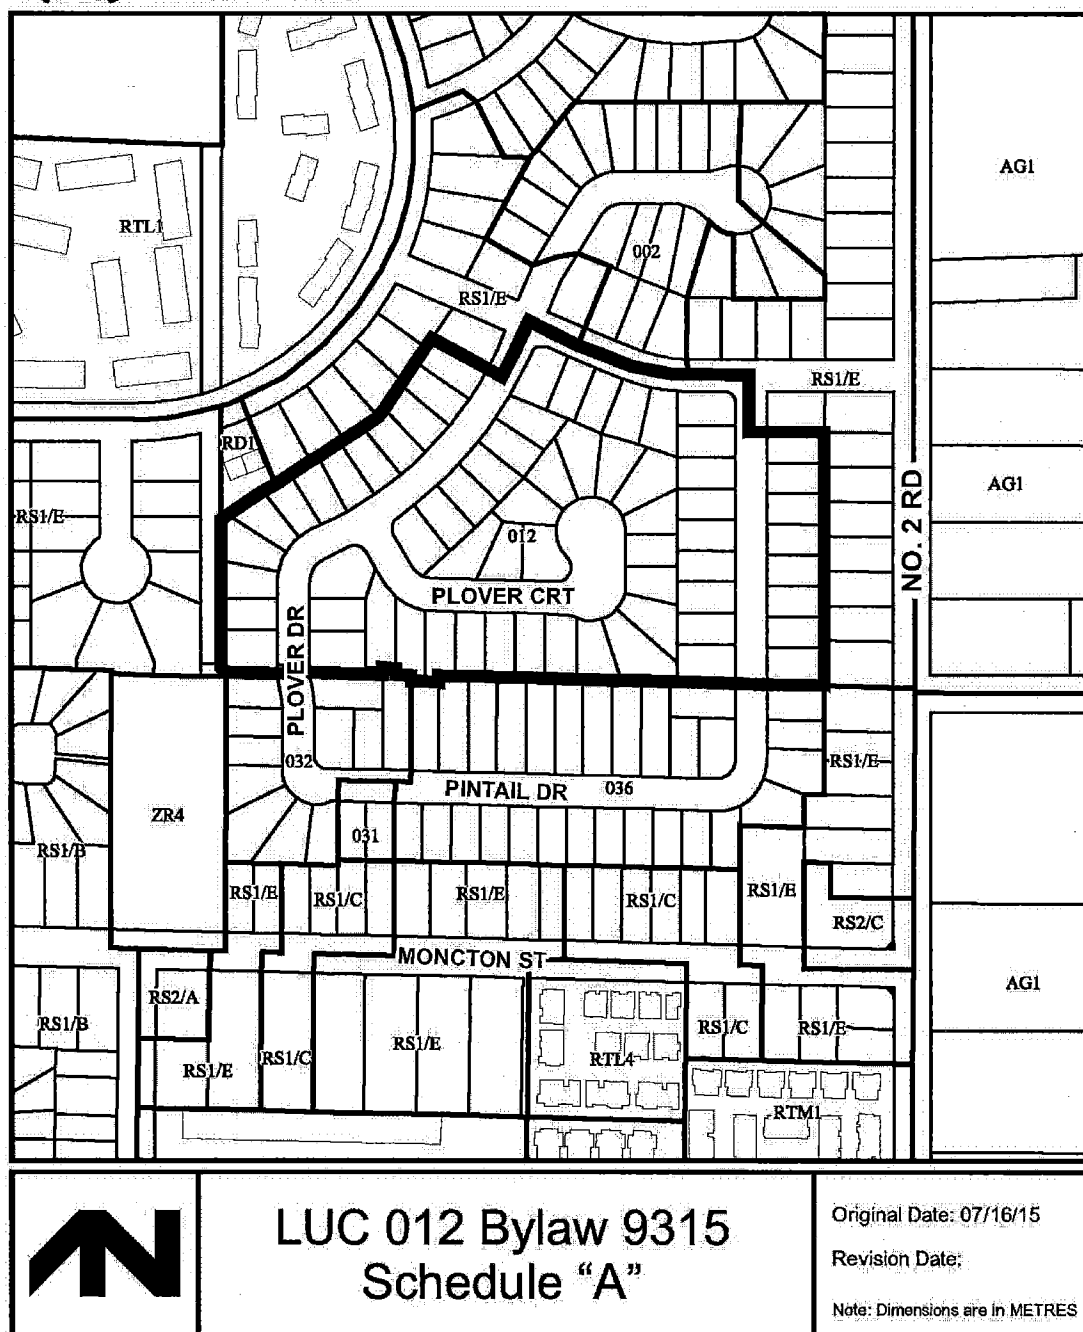 AG1
RTL1
002
RS1/E
RS1/E
RD1
AG1
RS1/E
NO. 2 RD
012
PLOVER CRT
PLOVER DR
032
RS1/E
PINTAIL DR
036
ZR4
031
RS1/B
RS1/E
RS1/C
RS1/E
RS1/C
RS1/E
RS2/C
MONCTON ST
AG1
RS2/A
RS1/B
RS1/C
RS1/E
RS1/E
RTL4
RS1/C
RS1/E
RTM1
LUC 012 Bylaw 9315
Schedule “A”
Original Date: 07/16/15
Revision Date:
Note: Dimensions are in METRES